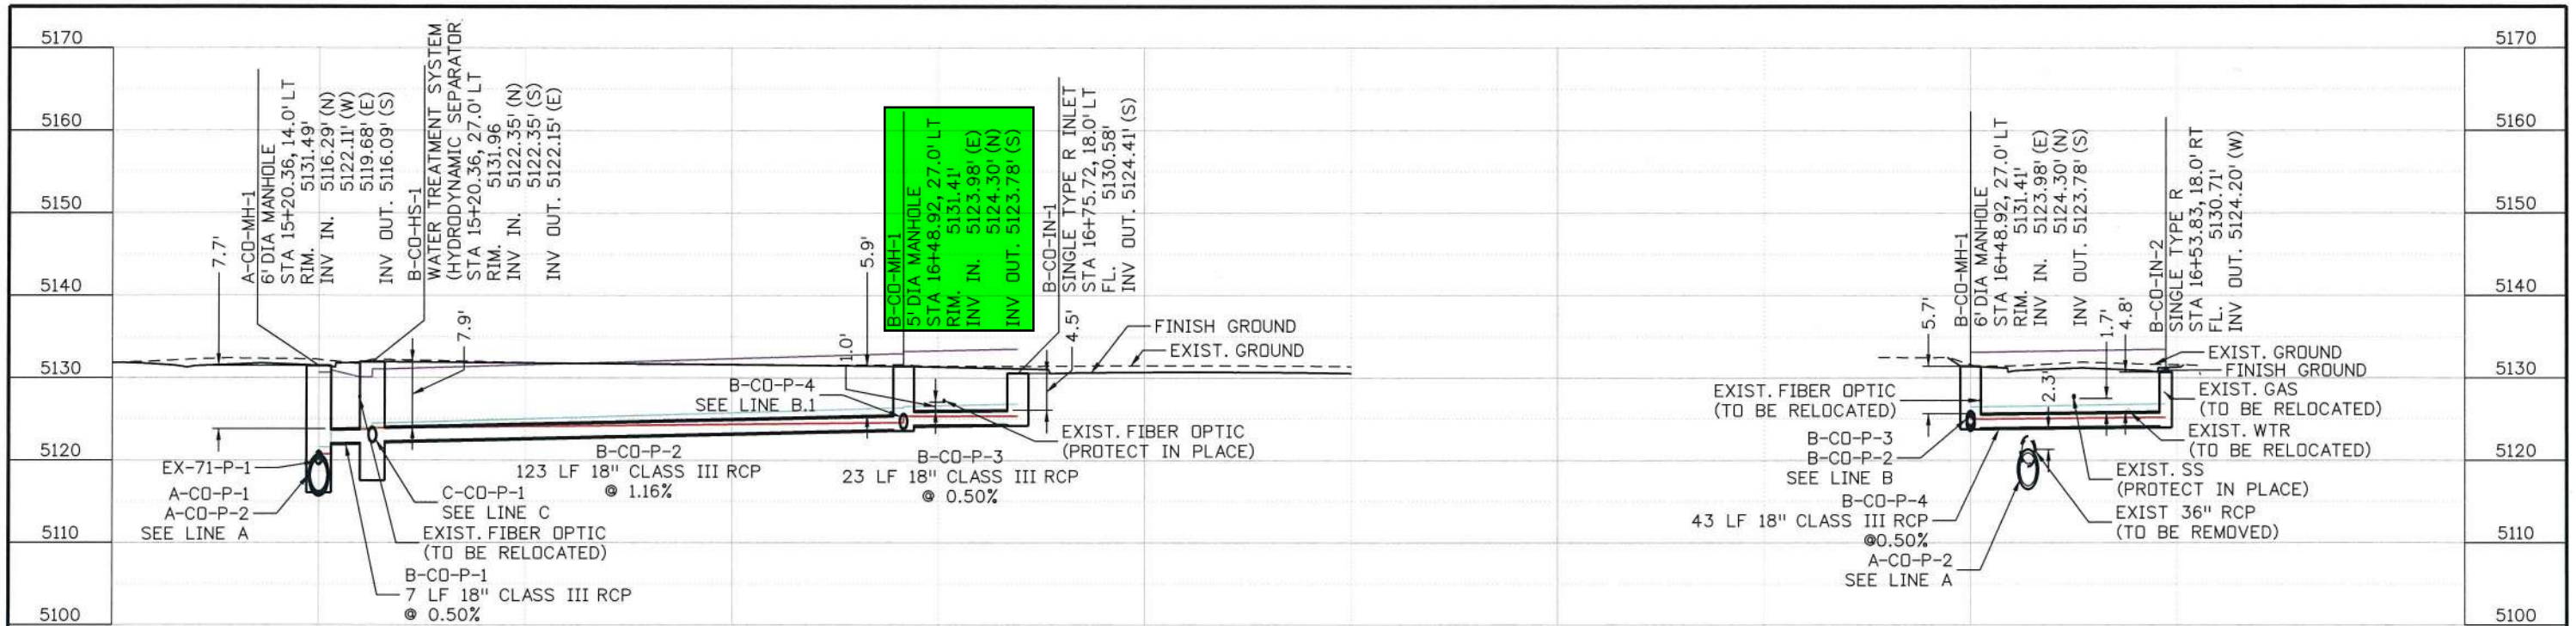 5170
5160
5150
5140
5130
5120
5110
5100
7.7'
A-CO-MH-1
6' DIA MANHOLE
STA 15+20.36, 14.0' LT
RIM. 5131.49'
INV IN. 5116.29' (N)
5122.11' (W)
5119.68' (E)
INV OUT. 5116.09' (S)
B-CO-HS-1
WATER TREATMENT SYSTEM
(HYDRODYNAMIC SEPARATOR
STA 15+20.36, 27.0' LT
RIM. 5131.96
INV IN. 5122.35' (N)
5122.35' (S)
INV OUT. 5122.15' (E)
7.9'
1.0'
5.9'
B-CO-MH-1
5' DIA MANHOLE
STA 16+48.92, 27.0' LT
RIM. 5131.41'
INV IN. 5123.98' (E)
5124.30' (N)
INV OUT. 5123.78' (S)
B-CO-IN-1
SINGLE TYPE R INLET
STA 16+75.72, 18.0' LT
FL. 5130.58'
INV OUT. 5124.41' (S)
4.5'
FINISH GROUND
EXIST. GROUND
B-CO-P-4
SEE LINE B.1
EXIST. FIBER OPTIC
(PROTECT IN PLACE)
EX-71-P-1
A-CO-P-1
A-CO-P-2
SEE LINE A
B-CO-P-2
123 LF 18" CLASS III RCP
@ 1.16%
B-CO-P-3
23 LF 18" CLASS III RCP
@ 0.50%
C-CO-P-1
SEE LINE C
EXIST. FIBER OPTIC
(TO BE RELOCATED)
B-CO-P-1
7 LF 18" CLASS III RCP
@ 0.50%
5.7'
B-CO-MH-1
6' DIA MANHOLE
STA 16+48.92, 27.0' LT
RIM. 5131.41'
INV IN. 5123.98' (E)
5124.30' (N)
INV OUT. 5123.78' (S)
1.7'
4.8'
B-CO-IN-2
SINGLE TYPE R
STA 16+53.83, 18.0' RT
FL. 5130.71'
INV OUT. 5124.20' (W)
2.3'
EXIST. GROUND
FINISH GROUND
EXIST. GAS
(TO BE RELOCATED)
EXIST. WTR
(TO BE RELOCATED)
EXIST. SS
(PROTECT IN PLACE)
EXIST 36" RCP
(TO BE REMOVED)
EXIST. FIBER OPTIC
(TO BE RELOCATED)
B-CO-P-3
B-CO-P-2
SEE LINE B
B-CO-P-4
43 LF 18" CLASS III RCP
@0.50%
A-CO-P-2
SEE LINE A
5170
5160
5150
5140
5130
5120
5110
5100